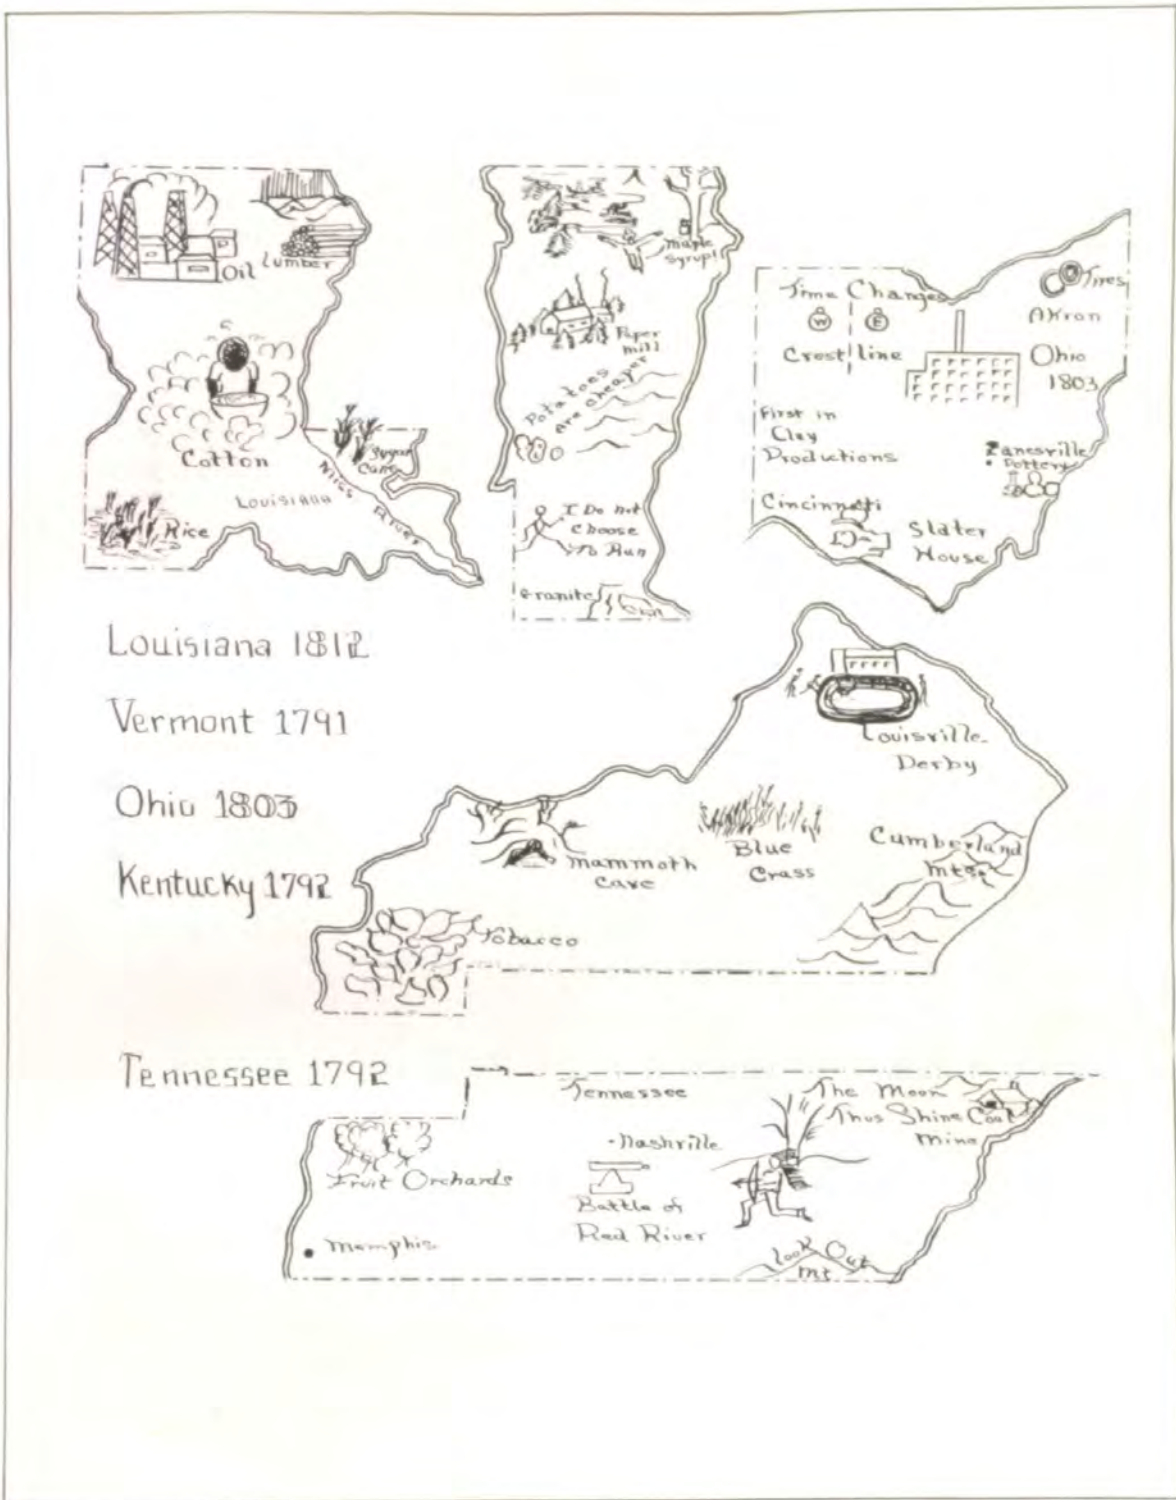 Oil
Lumber
Cotton
Sugar
Cane
Miss
River
Louisiana
Rice
Maple
Syrup!
Paper
mill
Potatoes
Are Cheaper
I Do not
Choose
To Run
Granite
Time Changes
W E
Crest line
Tires
Akron
Ohio
1803
First in
Clay
Productions
Zanesville
Pottery
Cincinnati
Slater
House
Louisiana 1812
Vermont 1791
Ohio 1803
Kentucky 1792
Louisville
Derby
Mammoth
Cave
Blue
Grass
Cumberland
mts.
Tobacco
Tennessee 1792
Tennessee
The Moon
Thus Shine Coal
Mine
Nashville
Fruit Orchards
Battle of
Red River
Memphis
Look Out
mt